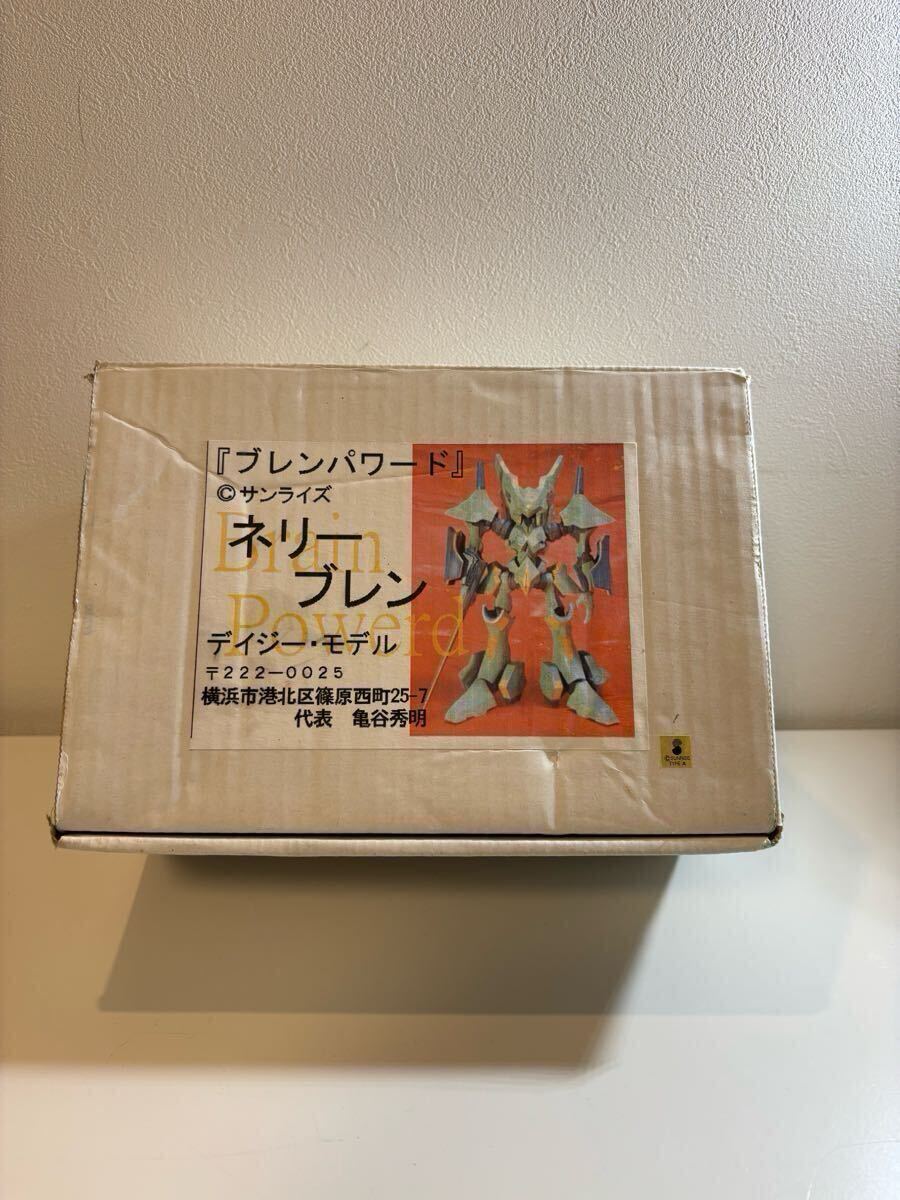 『ブレンパワード』
©サンライズ
Brain
Powerd
ネリー
ブレン
デイジー・モデル
〒222-0025
横浜市港北区篠原西町25-7
代表 亀谷秀明
©SUNRISE
TYPE A